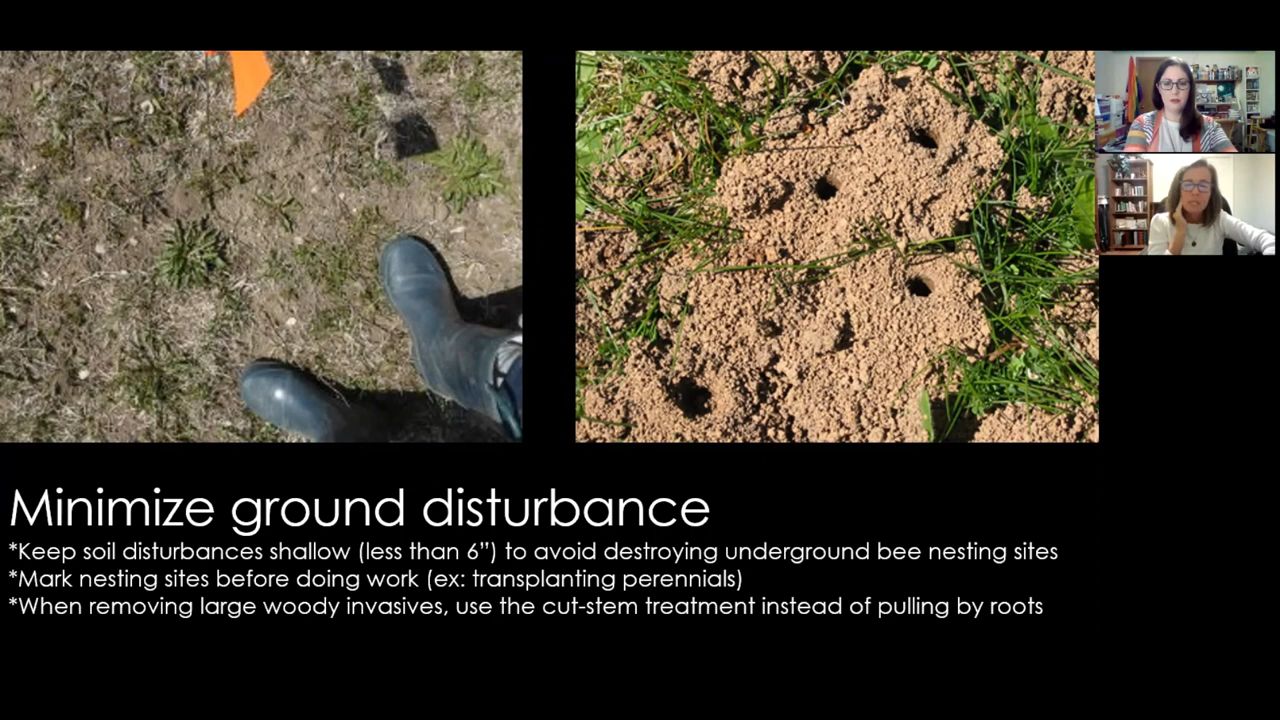 Minimize ground disturbance
*Keep soil disturbances shallow (less than 6”) to avoid destroying underground bee nesting sites
*Mark nesting sites before doing work (ex: transplanting perennials)
*When removing large woody invasives, use the cut-stem treatment instead of pulling by roots